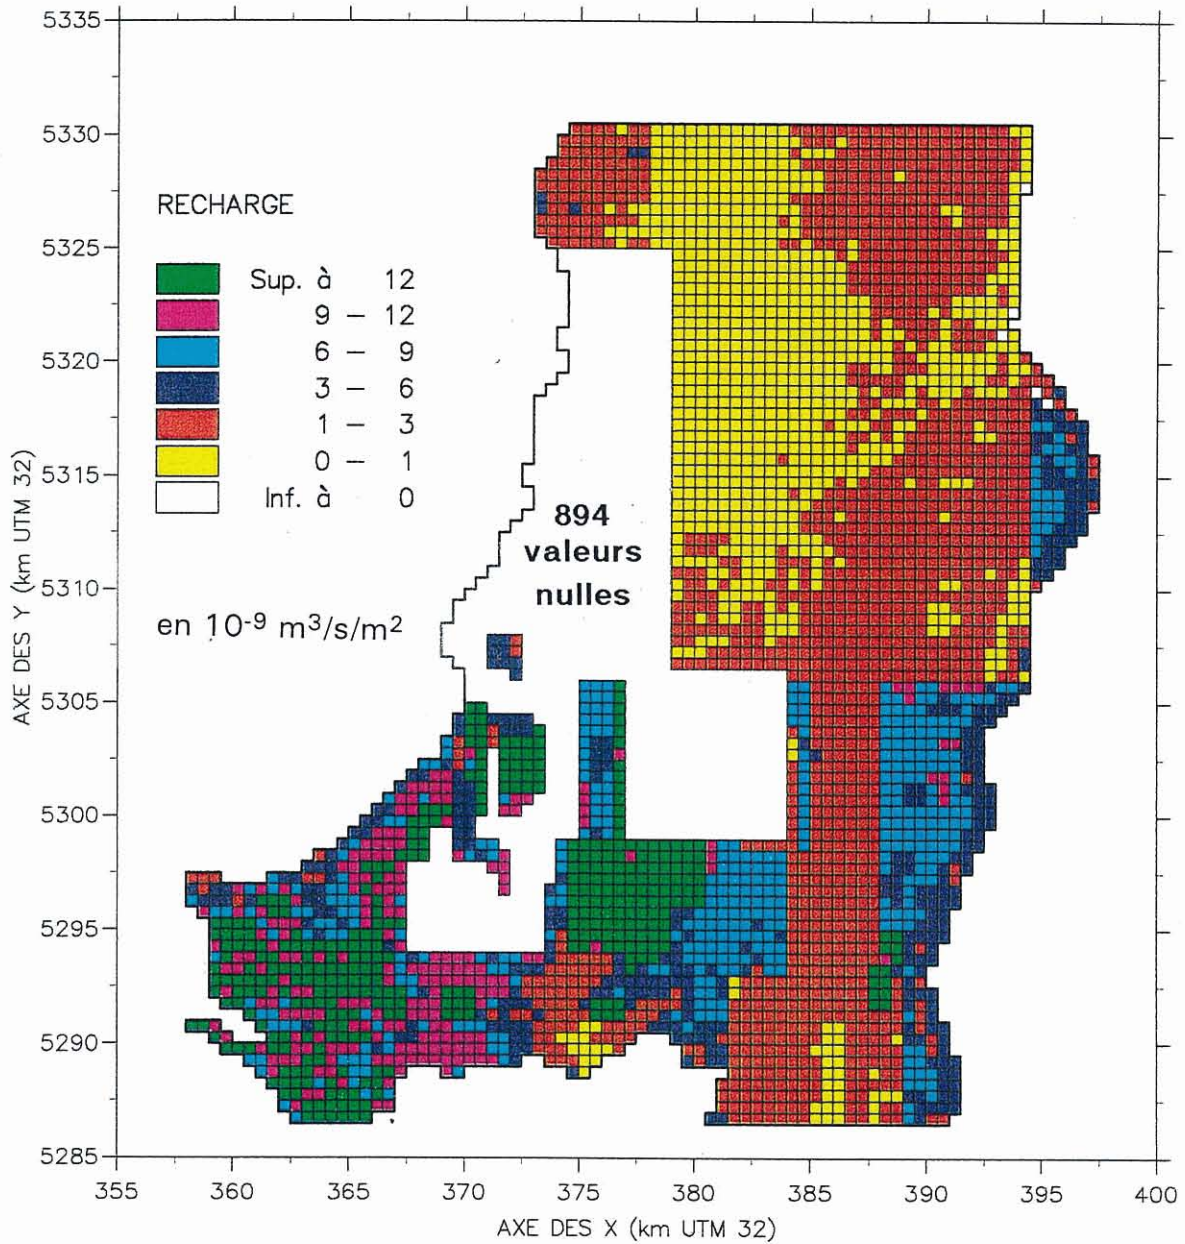 5335
5330
5325
5320
5315
5310
5305
5300
5295
5290
5285
AXE DES Y (km UTM 32)
RECHARGE
Sup. à 12
9 – 12
6 – 9
3 – 6
1 – 3
0 – 1
Inf. à 0
en 10⁻⁹ m³/s/m²
894
valeurs
nulles
355 360 365 370 375 380 385 390 395 400
AXE DES X (km UTM 32)